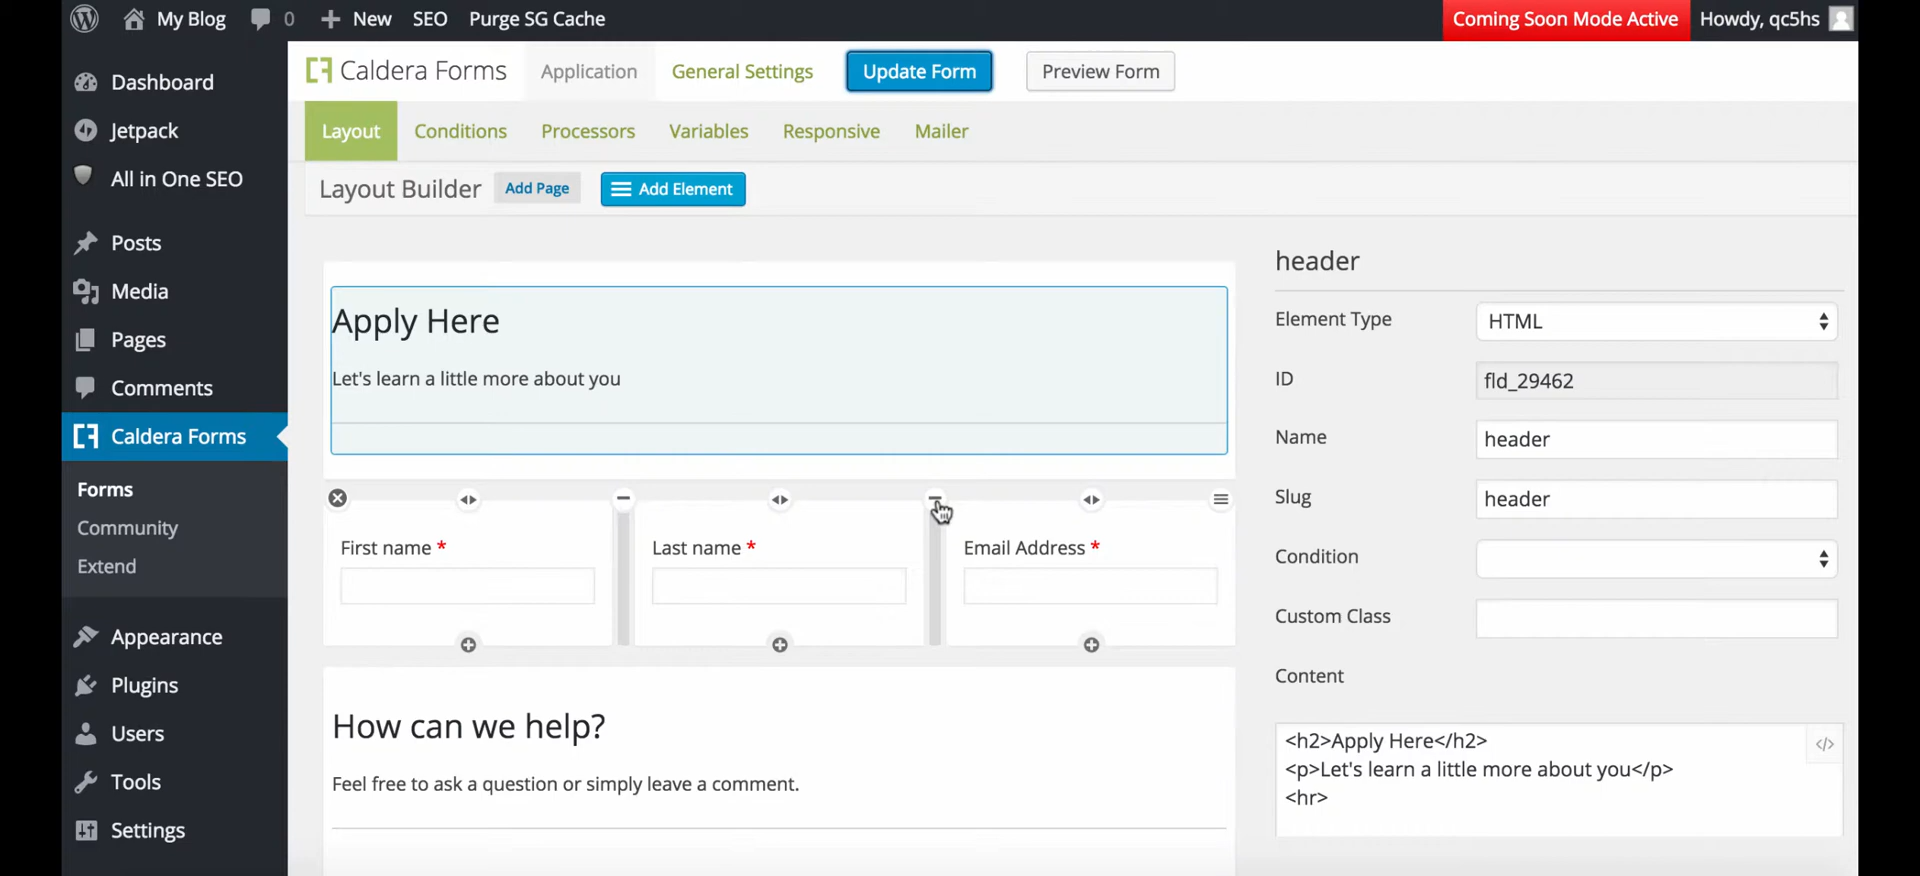 My Blog 0 New SEO Purge SG Cache Coming Soon Mode Active Howdy, qc5hs
Caldera Forms Application General Settings Update Form Preview Form
Layout Conditions Processors Variables Responsive Mailer
Layout Builder Add Page Add Element
Dashboard
Jetpack
All in One SEO
Posts
Media
Pages
Comments
Caldera Forms
Forms
Community
Extend
Appearance
Plugins
Users
Tools
Settings
Apply Here
Let's learn a little more about you
First name * Last name * Email Address *
How can we help?
Feel free to ask a question or simply leave a comment.
header
Element Type HTML
ID fld_29462
Name header
Slug header
Condition
Custom Class
Content
<h2>Apply Here</h2>
<p>Let's learn a little more about you</p>
<hr>